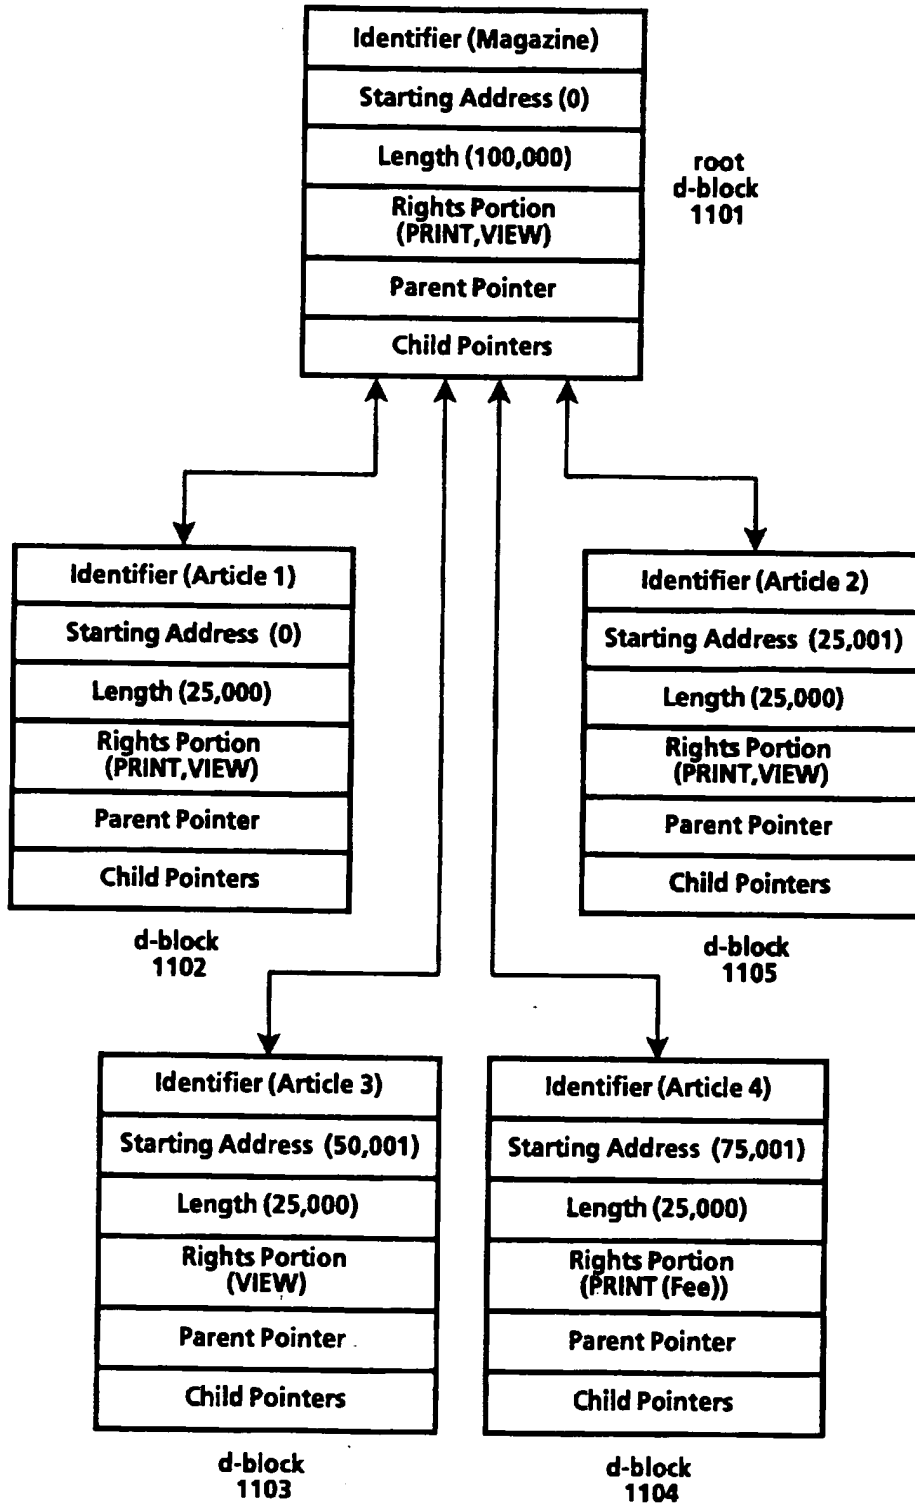 Identifier (Magazine)
Starting Address (0)
Length (100,000)
Rights Portion
(PRINT,VIEW)
Parent Pointer
Child Pointers
root
d-block
1101
Identifier (Article 1)
Starting Address (0)
Length (25,000)
Rights Portion
(PRINT,VIEW)
Parent Pointer
Child Pointers
d-block
1102
Identifier (Article 2)
Starting Address (25,001)
Length (25,000)
Rights Portion
(PRINT,VIEW)
Parent Pointer
Child Pointers
d-block
1105
Identifier (Article 3)
Starting Address (50,001)
Length (25,000)
Rights Portion
(VIEW)
Parent Pointer
Child Pointers
d-block
1103
Identifier (Article 4)
Starting Address (75,001)
Length (25,000)
Rights Portion
(PRINT (Fee))
Parent Pointer
Child Pointers
d-block
1104